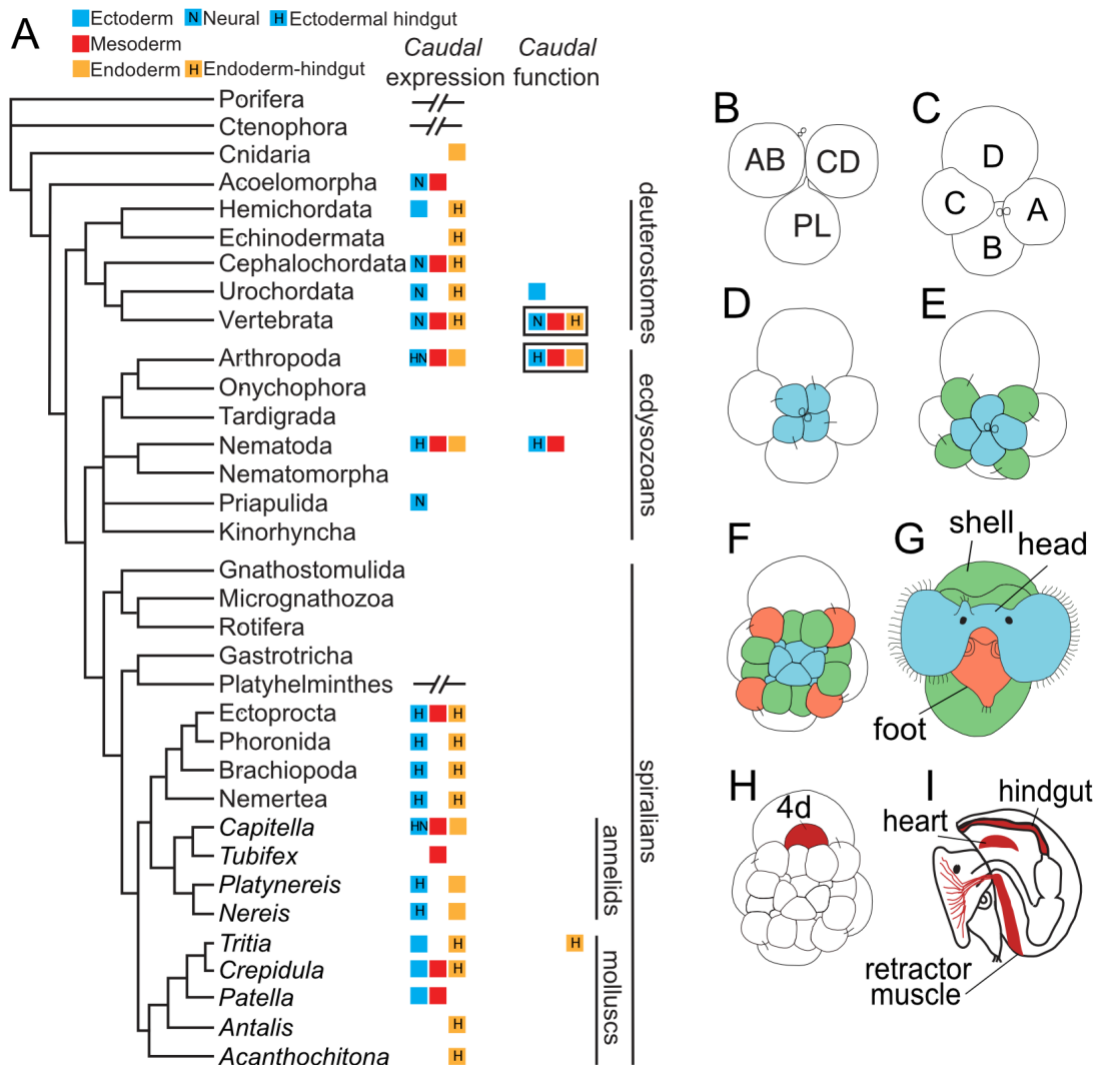 A
Ectoderm N Neural H Ectodermal hindgut
Mesoderm
Endoderm H Endoderm-hindgut
Caudal expression
Caudal function
Porifera
Ctenophora
Cnidaria
Acoelomorpha N
Hemichordata H
Echinodermata H
Cephalochordata N H
Urochordata N H
Vertebrata N H N H
Arthropoda HN H
Onychophora
Tardigrada
Nematoda H H
Nematomorpha
Priapulida N
Kinorhyncha
Gnathostomulida
Micrognathozoa
Rotifera
Gastrotricha
Platyhelminthes
Ectoprocta H H
Phoronida H H
Brachiopoda H H
Nemertea H H
Capitella HN
Tubifex
Platynereis H
Nereis H
Tritia H H
Crepidula H
Patella
Antalis H
Acanthochitona H
deuterostomes
ecdysozoans
spiralians
annelids
molluscs
B
AB CD
PL
C
D
C A
B
D
E
F
G
shell
head
foot
H
4d
I
hindgut
heart
retractor
muscle